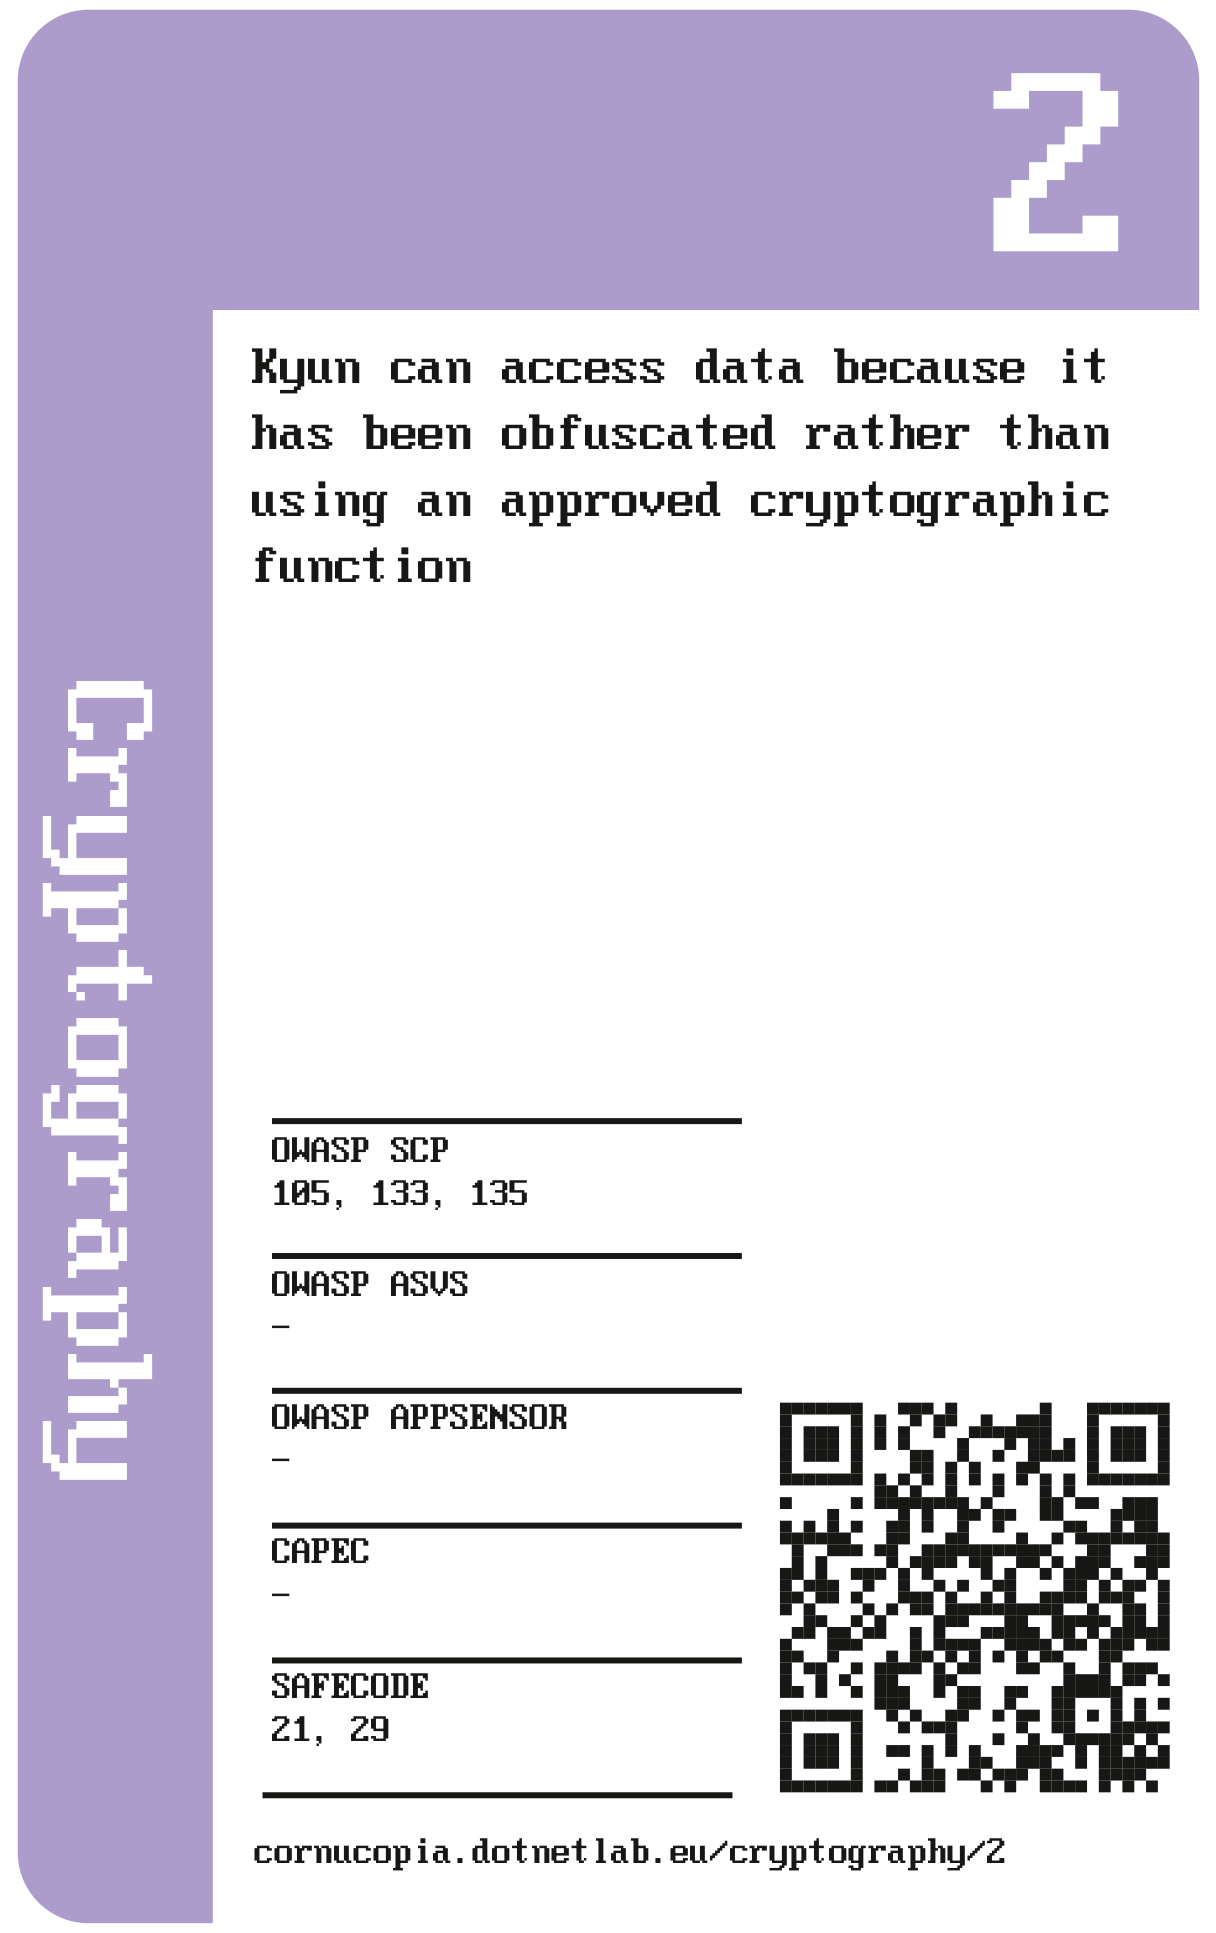 2
Kyun can access data because it
has been obfuscated rather than
using an approved cryptographic
function
Cryptography
OWASP SCP
105, 133, 135
OWASP ASVS
–
OWASP APPSENSOR
–
CAPEC
–
SAFECODE
21, 29
cornucopia.dotnetlab.eu/cryptography/2